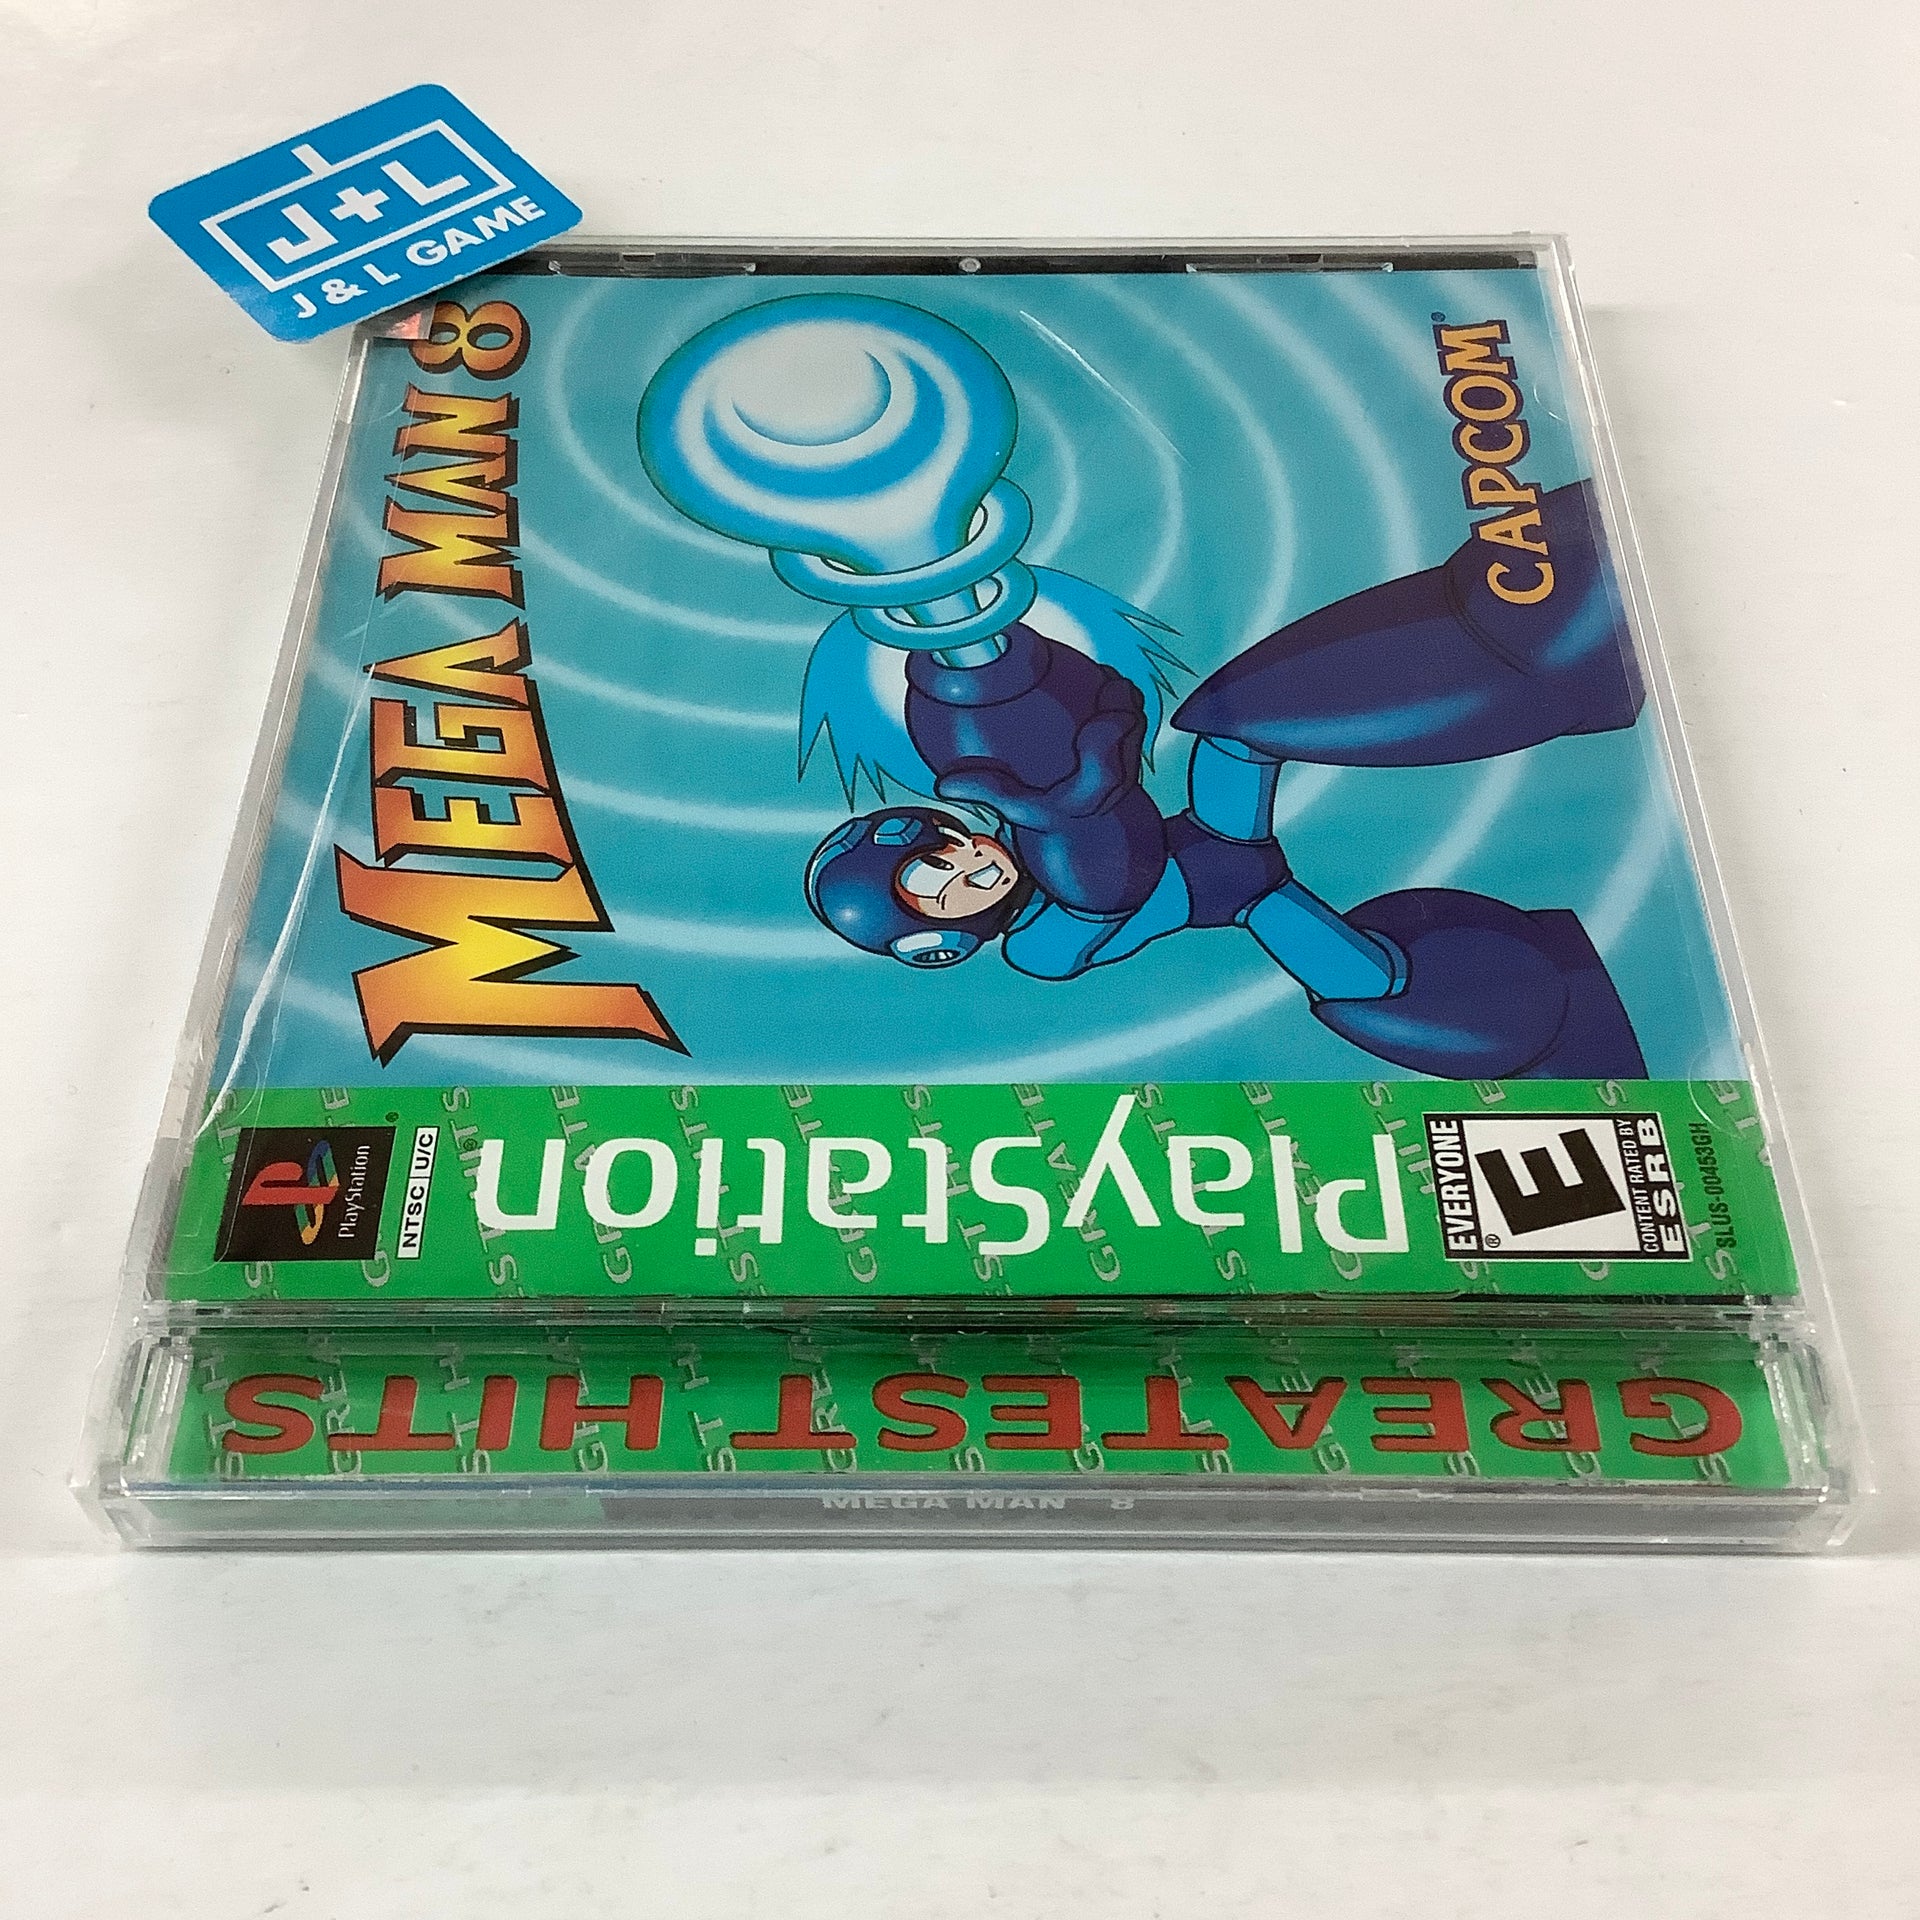 J+L
J & L GAME
MEGA MAN 8
CAPCOM®
PlayStation
®
NTSC U/C
PlayStation®
EVERYONE
E
®
CONTENT RATED BY
ESRB
SLUS-00453GH
GREATEST HITS
MEGA MAN 8